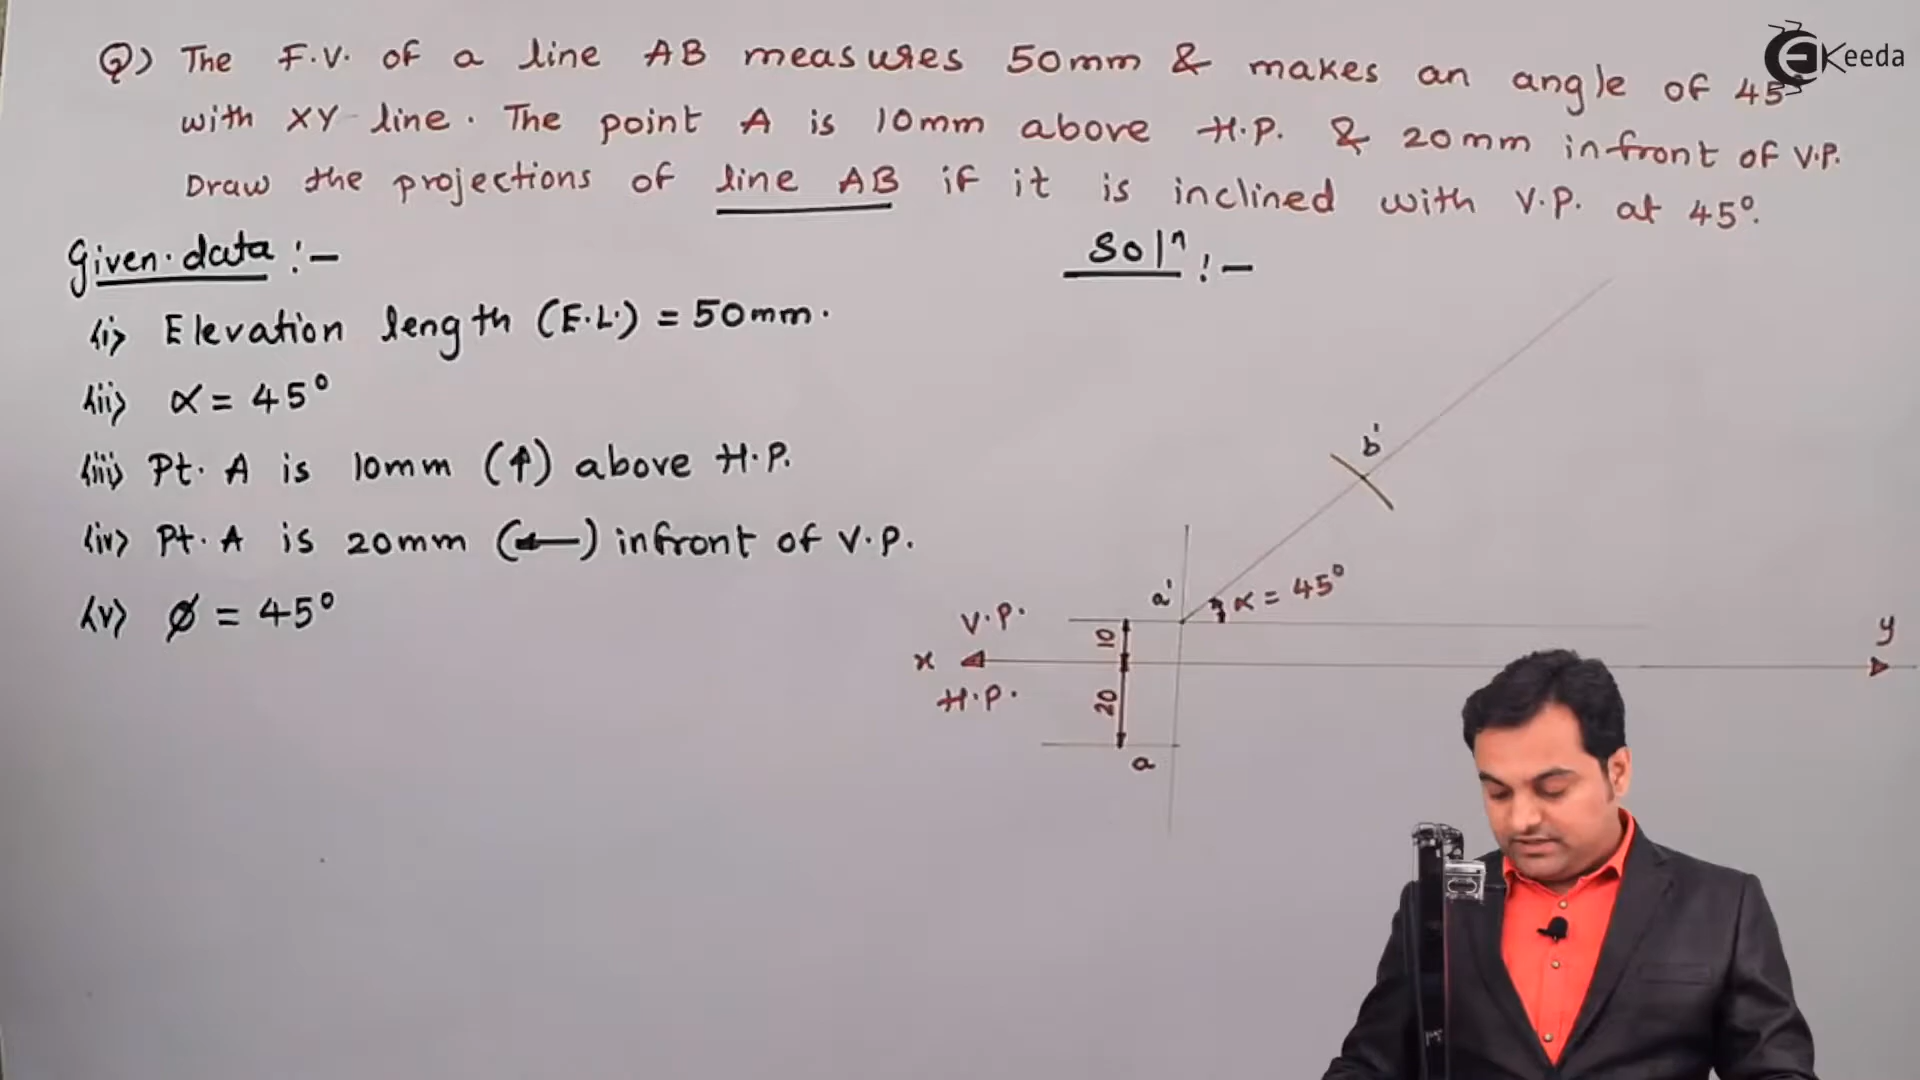 Q) The F.V. of a line AB measures 50mm & makes an angle of 45°
with XY line. The point A is 10mm above H.P. & 20mm infront of V.P.
Draw the projections of line AB if it is inclined with V.P. at 45°.
EKeeda
Given data :-
(i) Elevation length (E.L.) = 50mm.
(ii) α = 45°
(iii) Pt. A is 10mm (↑) above H.P.
(iv) Pt. A is 20mm (←) infront of V.P.
(v) ø = 45°
Solⁿ :-
b'
a'
α = 45°
V.P.
10
x
y
H.P.
20
a